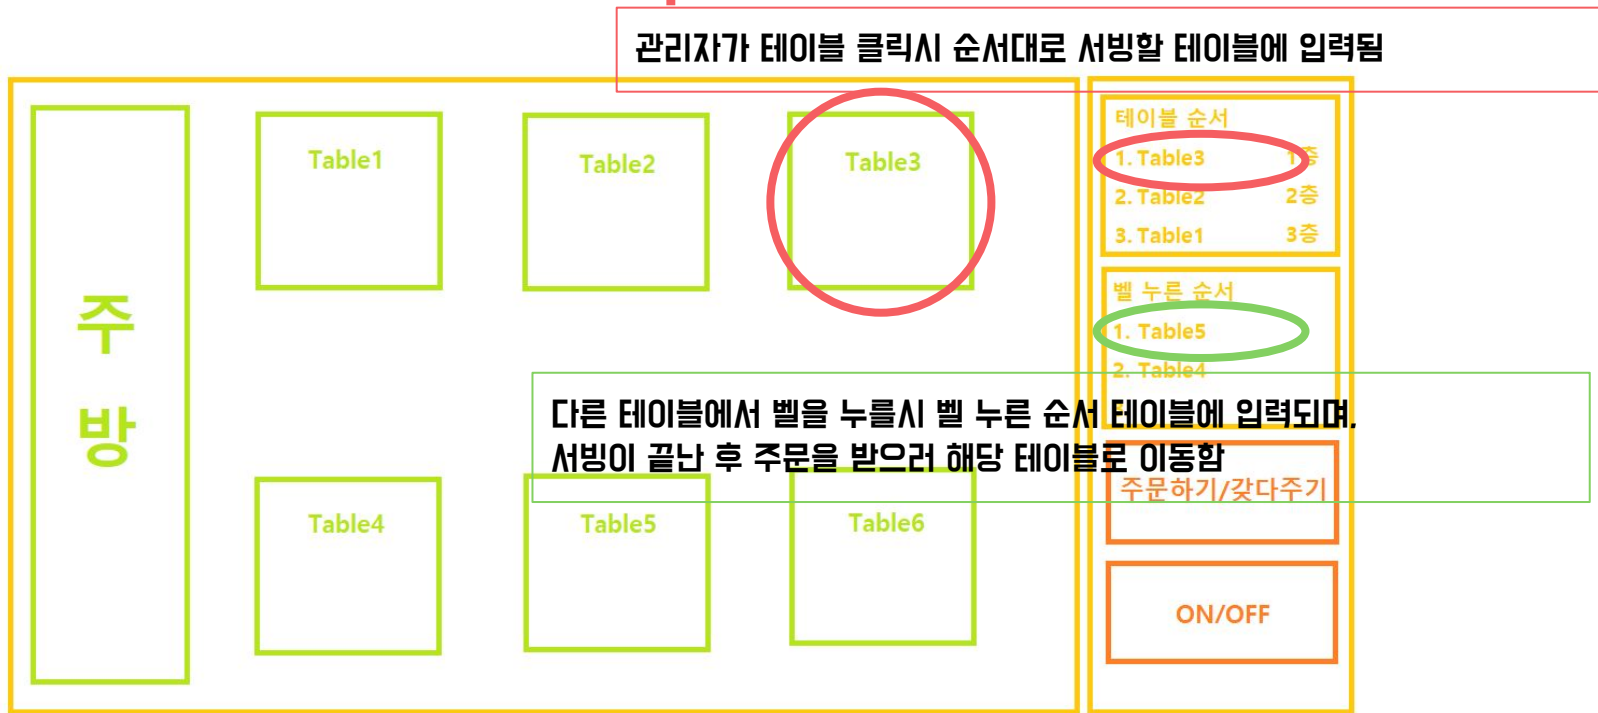 관리자가 테이블 클릭시 순서대로 서빙할 테이블에 입력됨
주
방
Table1
Table2
Table3
테이블 순서
1. Table3 1층
2. Table2 2층
3. Table1 3층
벨 누른 순서
1. Table5
2. Table4
다른 테이블에서 벨을 누를시 벨 누른 순서 테이블에 입력되며,
서빙이 끝난 후 주문을 받으러 해당 테이블로 이동함
주문하기/갖다주기
Table4
Table5
Table6
ON/OFF